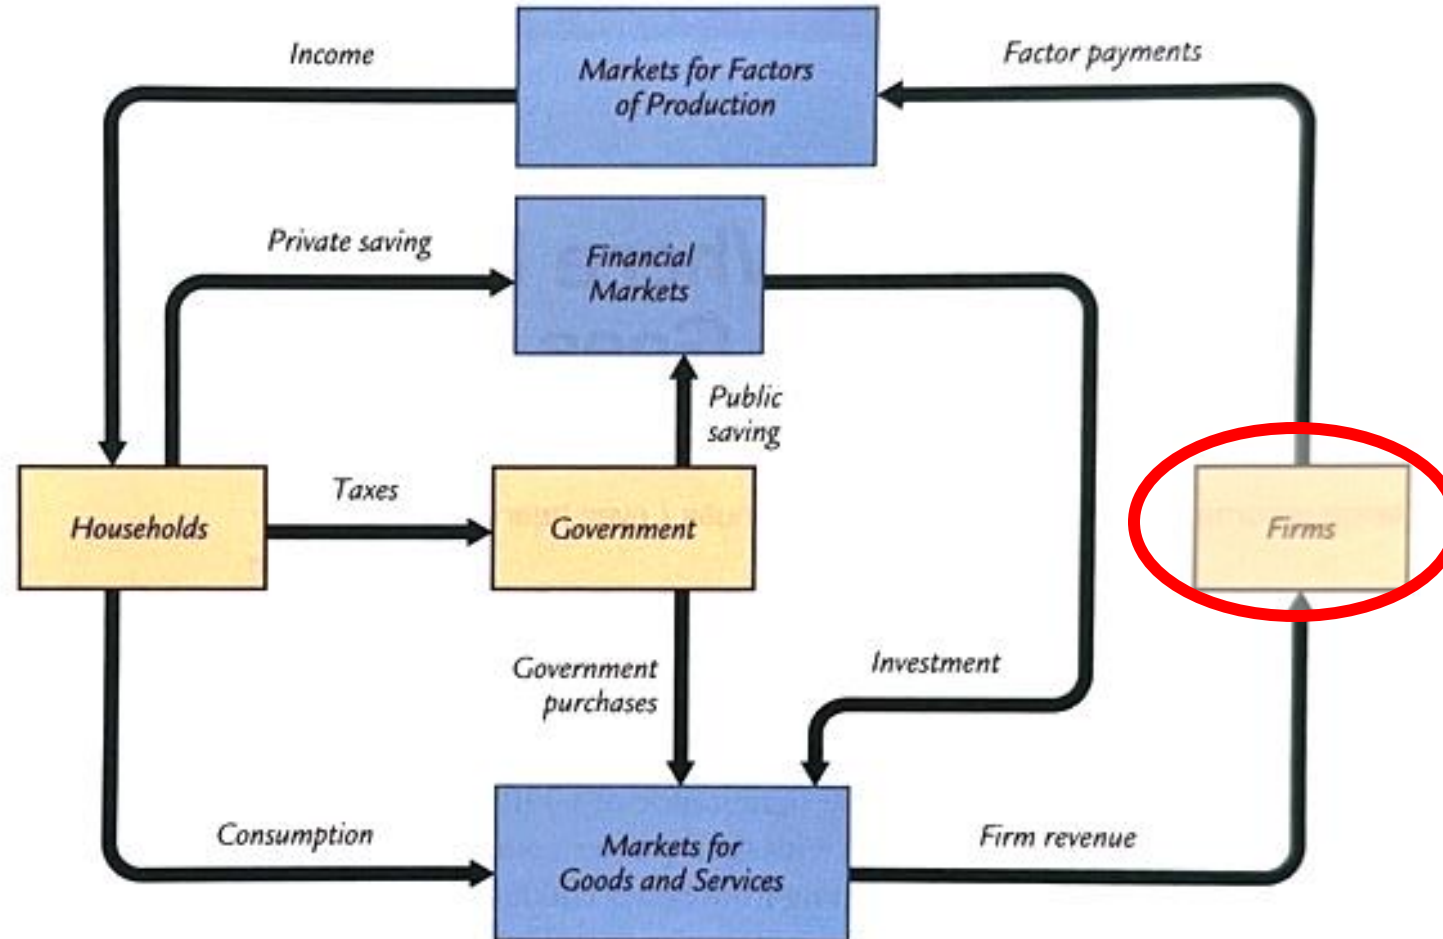 Income
Markets for Factors
of Production
Factor payments
Private saving
Financial
Markets
Public
saving
Households
Taxes
Government
Firms
Government
purchases
Investment
Consumption
Markets for
Goods and Services
Firm revenue